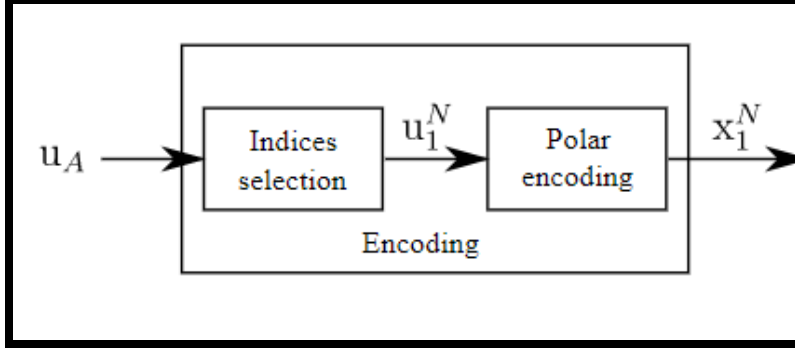 u_A
Indices
selection
u_1^N
Polar
encoding
x_1^N
Encoding